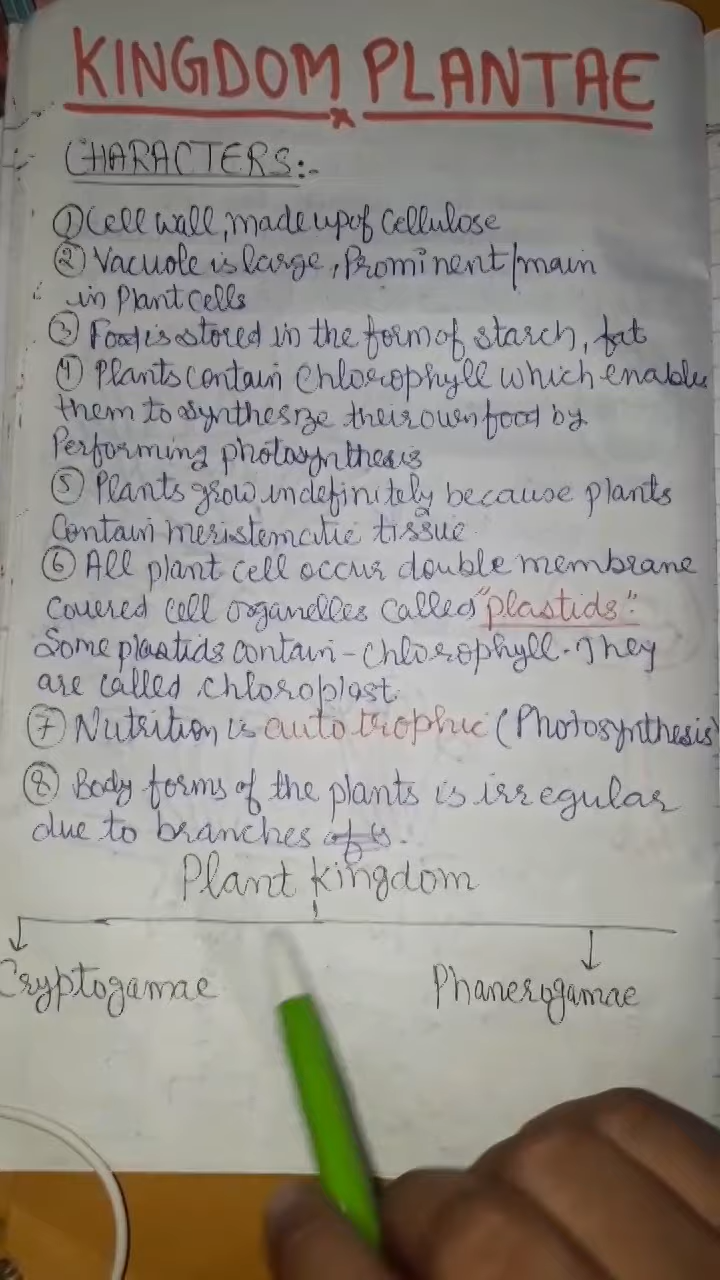 KINGDOM PLANTAE
CHARACTERS:-
① Cell wall, made up of Cellulose
② Vacuole is large, Prominent/main
in Plant cells
③ Food is stored in the form of starch, fat
④ Plants contain Chlorophyll which enables
them to synthesize their own food by
Performing photosynthesis
⑤ Plants grow indefinitely because plants
Contain meristematic tissue
⑥ All plant cell occur double membrane
Covered cell organelles called "plastids".
Some plastids contain - chlorophyll. They
are called chloroplast.
⑦ Nutrition is autotrophic (Photosynthesis)
⑧ Body forms of the plants is irregular
due to branches
Plant kingdom
Cryptogamae Phanerogamae